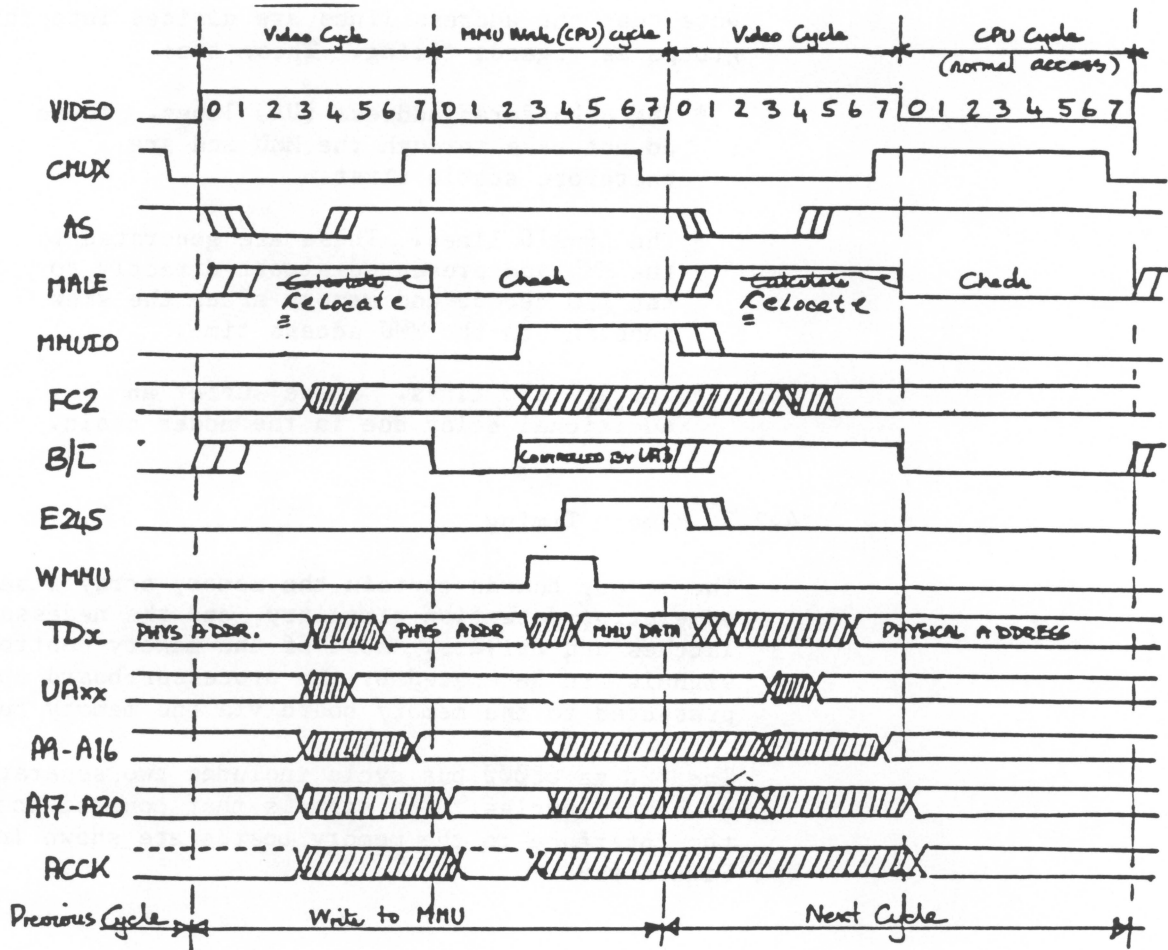 Video Cycle MMU Write (CPU) cycle Video Cycle CPU Cycle
(normal access)
VIDEO 0 1 2 3 4 5 6 7 0 1 2 3 4 5 6 7 0 1 2 3 4 5 6 7 0 1 2 3 4 5 6 7
CMUX
AS
MALE Calculate Check Calculate Check
relocate relocate
MMUIO
FC2
B/L CONTROLLED BY UA
E245
WMMU
TDx PHYS ADDR. PHYS ADDR MMU DATA PHYSICAL ADDRESS
UAxx
A9-A16
A17-A20
ACCK
Previous Cycle Write to MMU Next Cycle